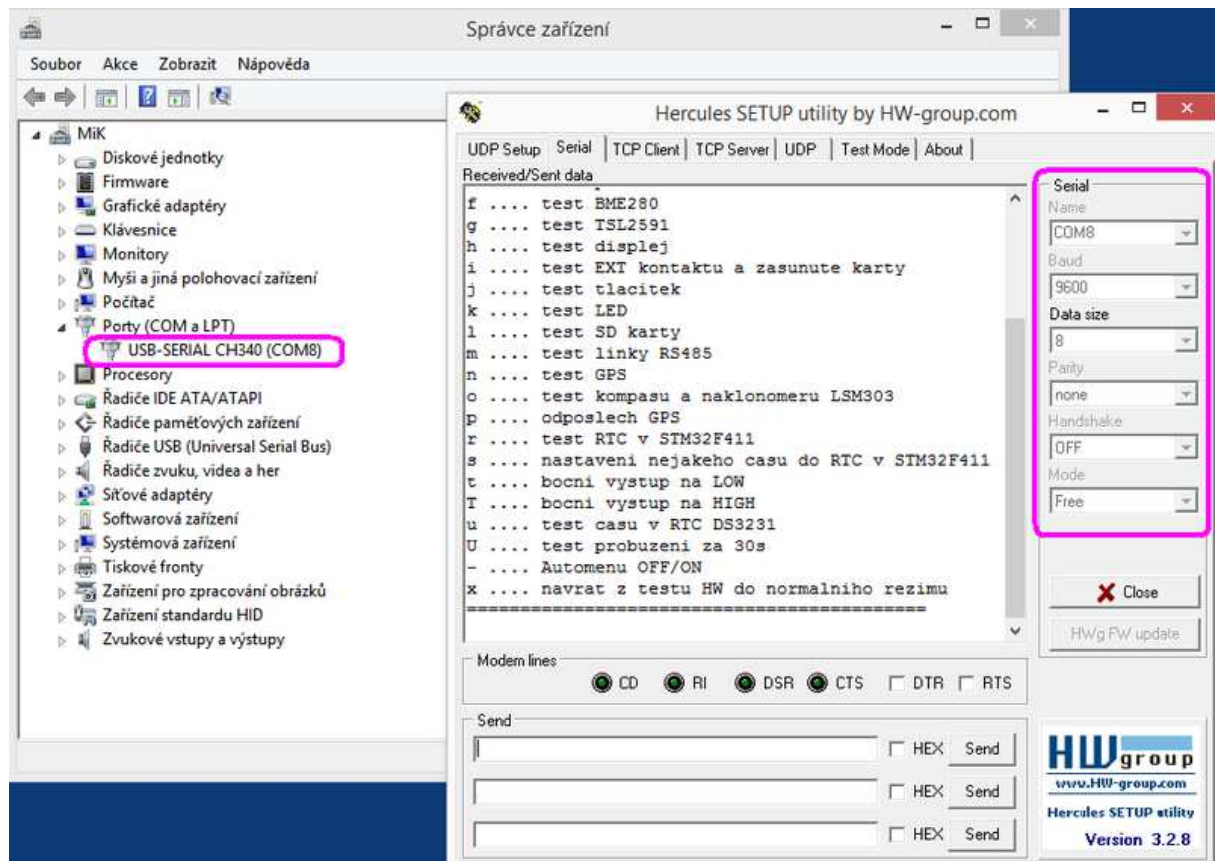 Správce zařízení
Soubor Akce Zobrazit Nápověda
MiK
Diskové jednotky
Firmware
Grafické adaptéry
Klávesnice
Monitory
Myši a jiná polohovací zařízení
Počítač
Porty (COM a LPT)
USB-SERIAL CH340 (COM8)
Procesory
Řadiče IDE ATA/ATAPI
Řadiče paměťových zařízení
Řadiče USB (Universal Serial Bus)
Řadiče zvuku, videa a her
Síťové adaptéry
Softwarová zařízení
Systémová zařízení
Tiskové fronty
Zařízení pro zpracování obrázků
Zařízení standardu HID
Zvukové vstupy a výstupy
Hercules SETUP utility by HW-group.com
UDP Setup Serial TCP Client TCP Server UDP Test Mode About
Received/Sent data
f .... test BME280
g .... test TSL2591
h .... test displej
i .... test EXT kontaktu a zasunute karty
j .... test tlacitek
k .... test LED
l .... test SD karty
m .... test linky RS485
n .... test GPS
o .... test kompasu a naklonomeru LSM303
p .... odposlech GPS
r .... test RTC v STM32F411
s .... nastaveni nejakeho casu do RTC v STM32F411
t .... bocni vystup na LOW
T .... bocni vystup na HIGH
u .... test casu v RTC DS3231
U .... test probuzeni za 30s
- .... Automenu OFF/ON
x .... navrat z testu HW do normalniho rezimu
===========================================
Serial
Name
COM8
Baud
9600
Data size
8
Parity
none
Handshake
OFF
Mode
Free
Close
HWg FW update
Modem lines
CD RI DSR CTS DTR RTS
Send
HEX Send
HEX Send
HEX Send
HWgroup
www.HW-group.com
Hercules SETUP utility
Version 3.2.8